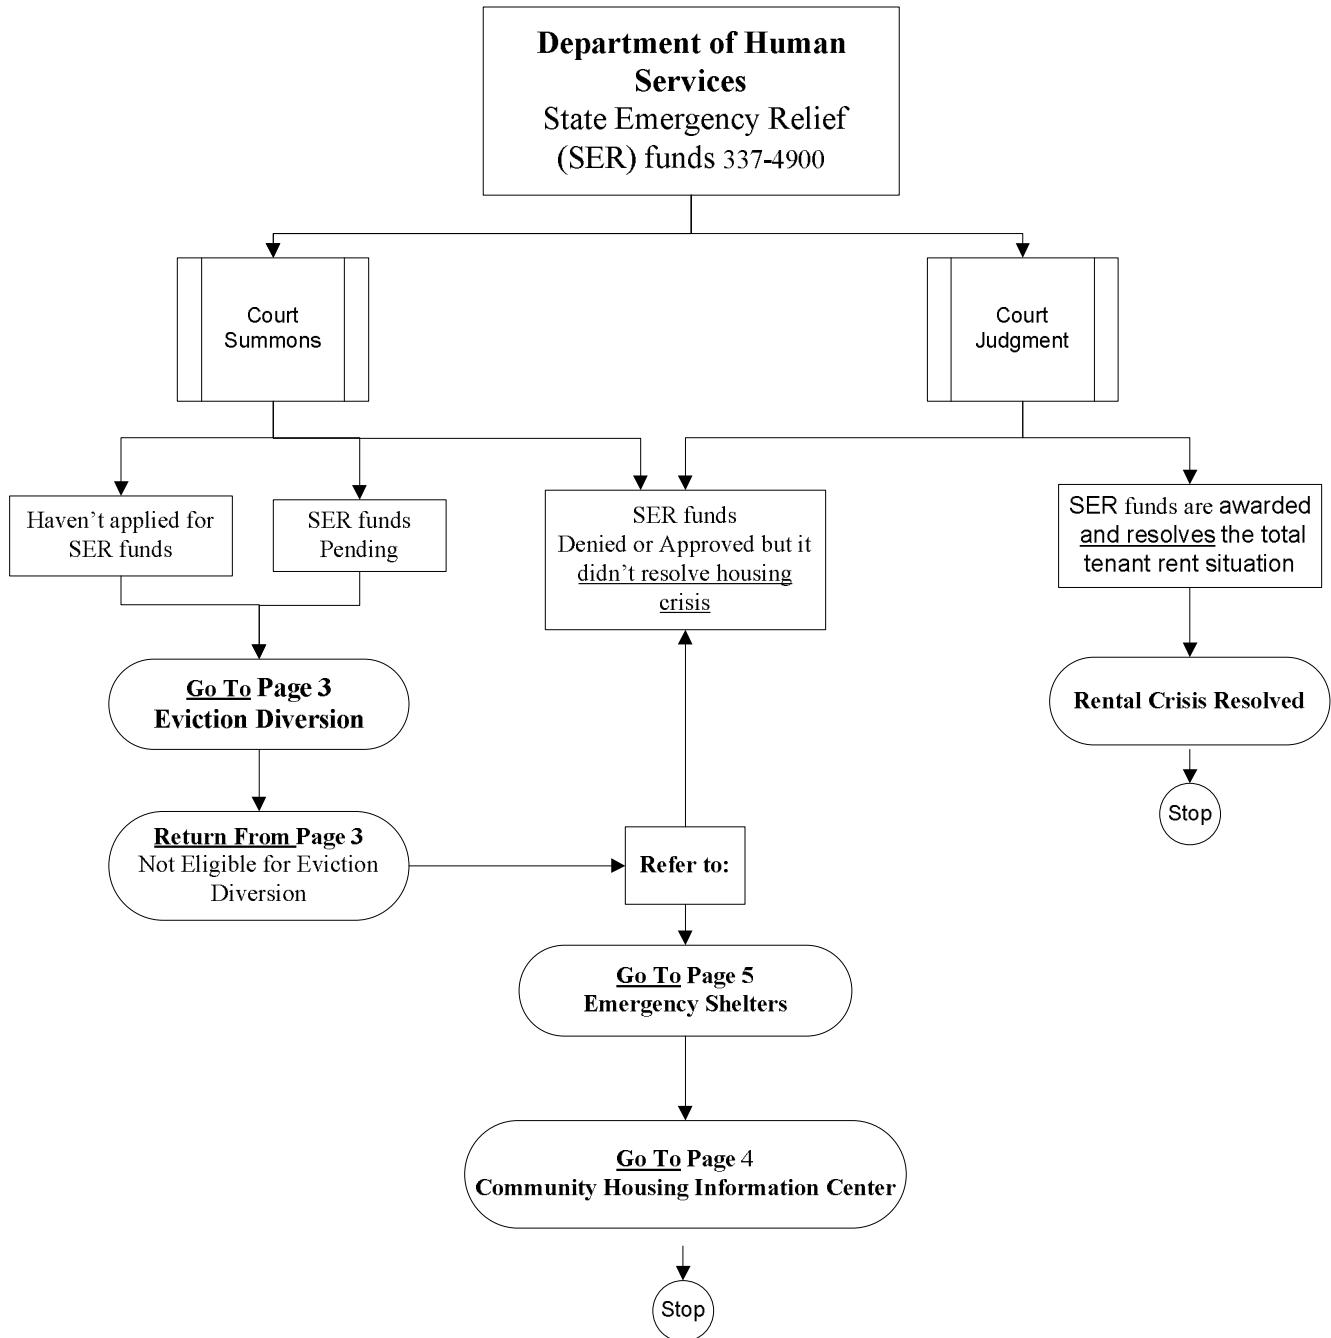 Department of Human
Services
State Emergency Relief
(SER) funds 337-4900
Court
Summons
Court
Judgment
Haven’t applied for
SER funds
SER funds
Pending
SER funds
Denied or Approved but it
didn’t resolve housing
crisis
SER funds are awarded
and resolves the total
tenant rent situation
Go To Page 3
Eviction Diversion
Rental Crisis Resolved
Stop
Return From Page 3
Not Eligible for Eviction
Diversion
Refer to:
Go To Page 5
Emergency Shelters
Go To Page 4
Community Housing Information Center
Stop